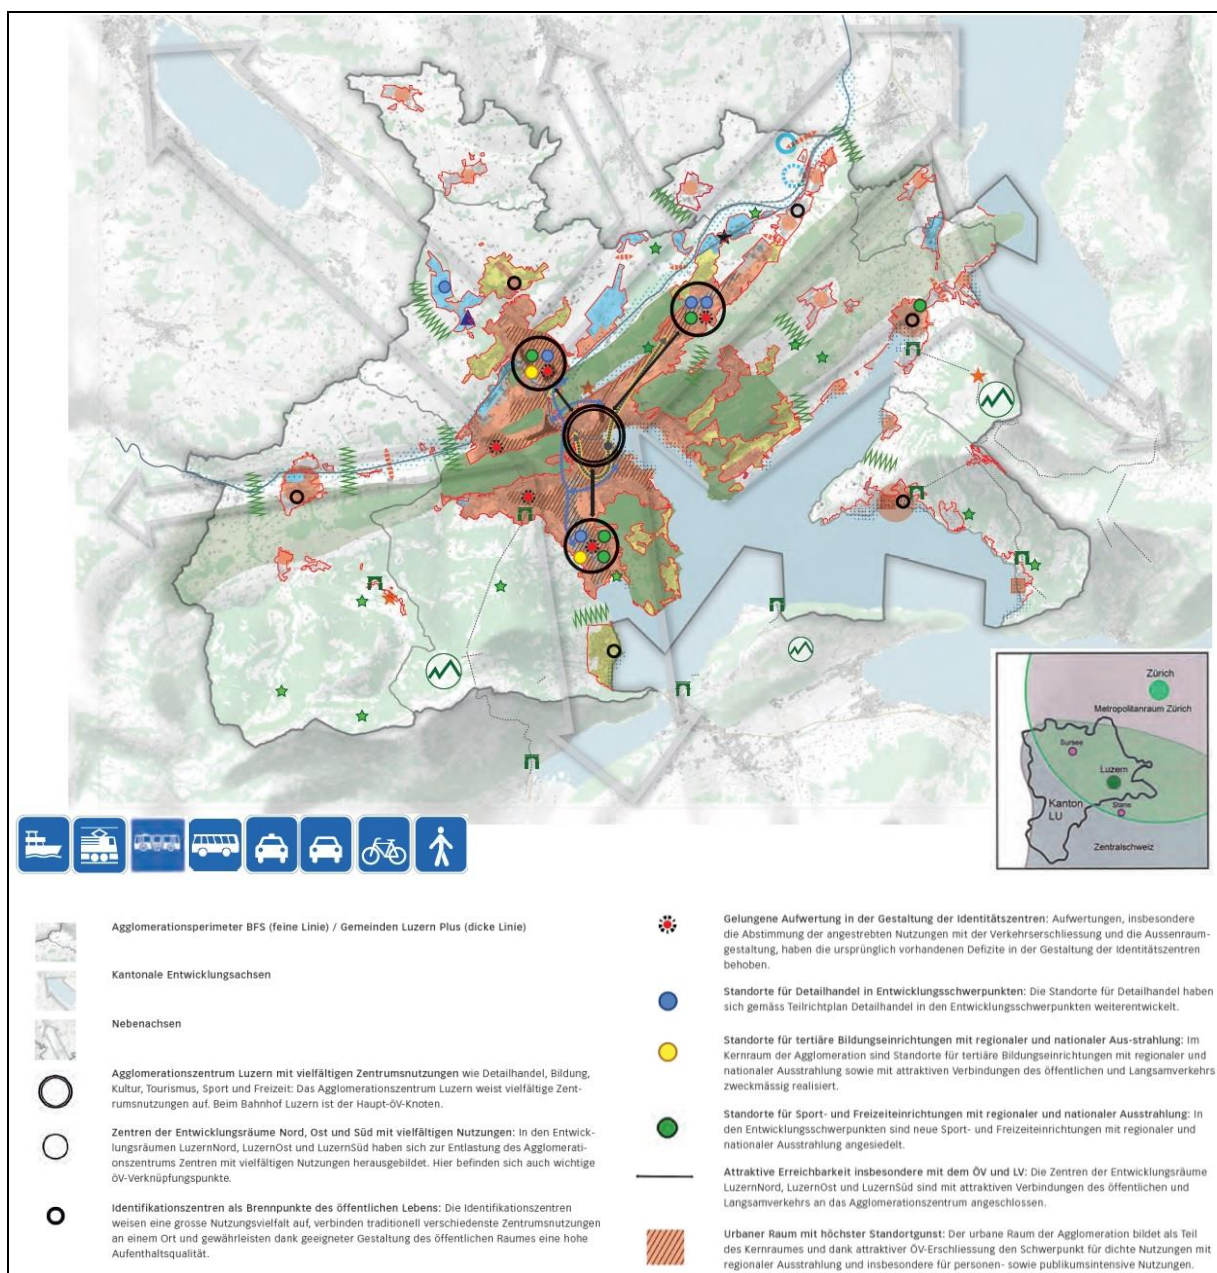 Zürich
Metropolitanraum Zürich
Sursee
Luzern
Kanton
LU
Stans
Zentralschweiz
Agglomerationsperimeter BFS (feine Linie) / Gemeinden Luzern Plus (dicke Linie)
Kantonale Entwicklungsachsen
Nebenachsen
Agglomerationszentrum Luzern mit vielfältigen Zentrumsnutzungen wie Detailhandel, Bildung,
Kultur, Tourismus, Sport und Freizeit: Das Agglomerationszentrum Luzern weist vielfältige Zent-
rumsnutzungen auf. Beim Bahnhof Luzern ist der Haupt-öV-Knoten.
Zentren der Entwicklungsräume Nord, Ost und Süd mit vielfältigen Nutzungen: In den Entwick-
lungsräumen LuzernNord, LuzernOst und LuzernSüd haben sich zur Entlastung des Agglomerati-
onszentrums Zentren mit vielfältigen Nutzungen herausgebildet. Hier befinden sich auch wichtige
öV-Verknüpfungspunkte.
Identifikationszentren als Brennpunkte des öffentlichen Lebens: Die Identifikationszentren
weisen eine grosse Nutzungsvielfalt auf, verbinden traditionell verschiedenste Zentrumsnutzungen
an einem Ort und gewährleisten dank geeigneter Gestaltung des öffentlichen Raumes eine hohe
Aufenthaltsqualität.
Gelungene Aufwertung in der Gestaltung der Identitätszentren: Aufwertungen, insbesondere
die Abstimmung der angestrebten Nutzungen mit der Verkehrserschliessung und die Aussenraum-
gestaltung, haben die ursprünglich vorhandenen Defizite in der Gestaltung der Identitätszentren
behoben.
Standorte für Detailhandel in Entwicklungsschwerpunkten: Die Standorte für Detailhandel haben
sich gemäss Teilrichtplan Detailhandel in den Entwicklungsschwerpunkten weiterentwickelt.
Standorte für tertiäre Bildungseinrichtungen mit regionaler und nationaler Aus-strahlung: Im
Kernraum der Agglomeration sind Standorte für tertiäre Bildungseinrichtungen mit regionaler und
nationaler Ausstrahlung sowie mit attraktiven Verbindungen des öffentlichen und Langsamverkehrs
zweckmässig realisiert.
Standorte für Sport- und Freizeiteinrichtungen mit regionaler und nationaler Ausstrahlung: In
den Entwicklungsschwerpunkten sind neue Sport- und Freizeiteinrichtungen mit regionaler und
nationaler Ausstrahlung angesiedelt.
Attraktive Erreichbarkeit insbesondere mit dem ÖV und LV: Die Zentren der Entwicklungsräume
LuzernNord, LuzernOst und LuzernSüd sind mit attraktiven Verbindungen des öffentlichen und
Langsamverkehrs an das Agglomerationszentrum angeschlossen.
Urbaner Raum mit höchster Standortgunst: Der urbane Raum der Agglomeration bildet als Teil
des Kernraumes und dank attraktiver ÖV-Erschliessung den Schwerpunkt für dichte Nutzungen mit
regionaler Ausstrahlung und insbesondere für personen- sowie publikumsintensive Nutzungen.